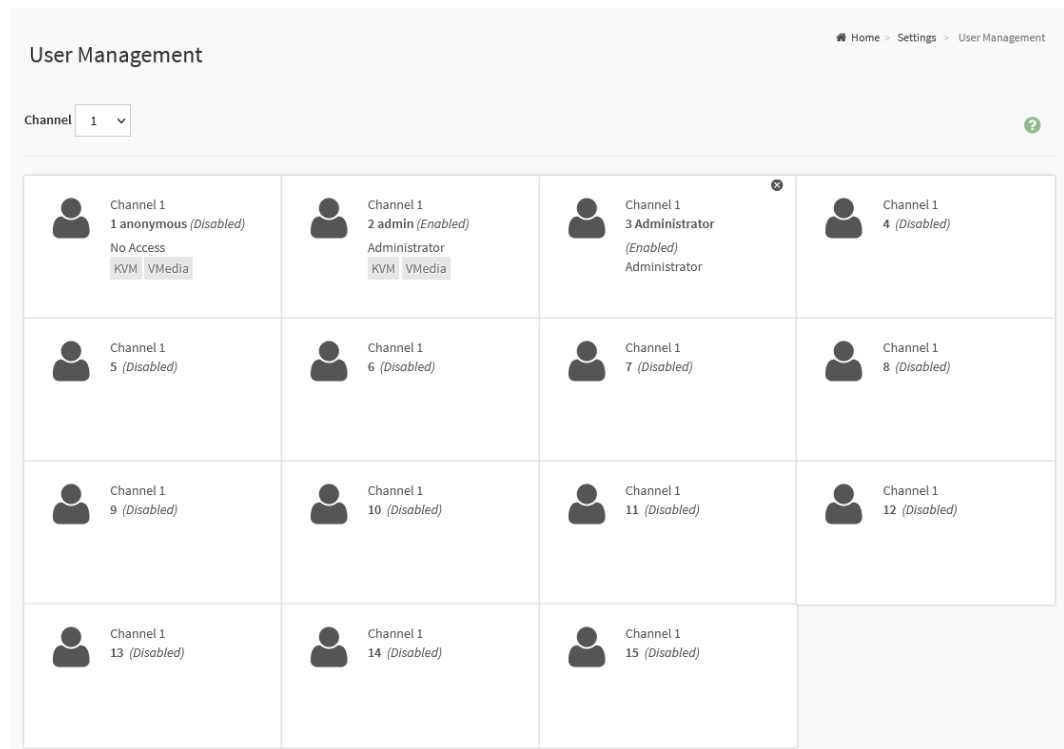 Home > Settings > User Management
User Management
Channel 1
Channel 1
1 anonymous (Disabled)
No Access
KVM VMedia
Channel 1
2 admin (Enabled)
Administrator
KVM VMedia
Channel 1
3 Administrator
(Enabled)
Administrator
Channel 1
4 (Disabled)
Channel 1
5 (Disabled)
Channel 1
6 (Disabled)
Channel 1
7 (Disabled)
Channel 1
8 (Disabled)
Channel 1
9 (Disabled)
Channel 1
10 (Disabled)
Channel 1
11 (Disabled)
Channel 1
12 (Disabled)
Channel 1
13 (Disabled)
Channel 1
14 (Disabled)
Channel 1
15 (Disabled)